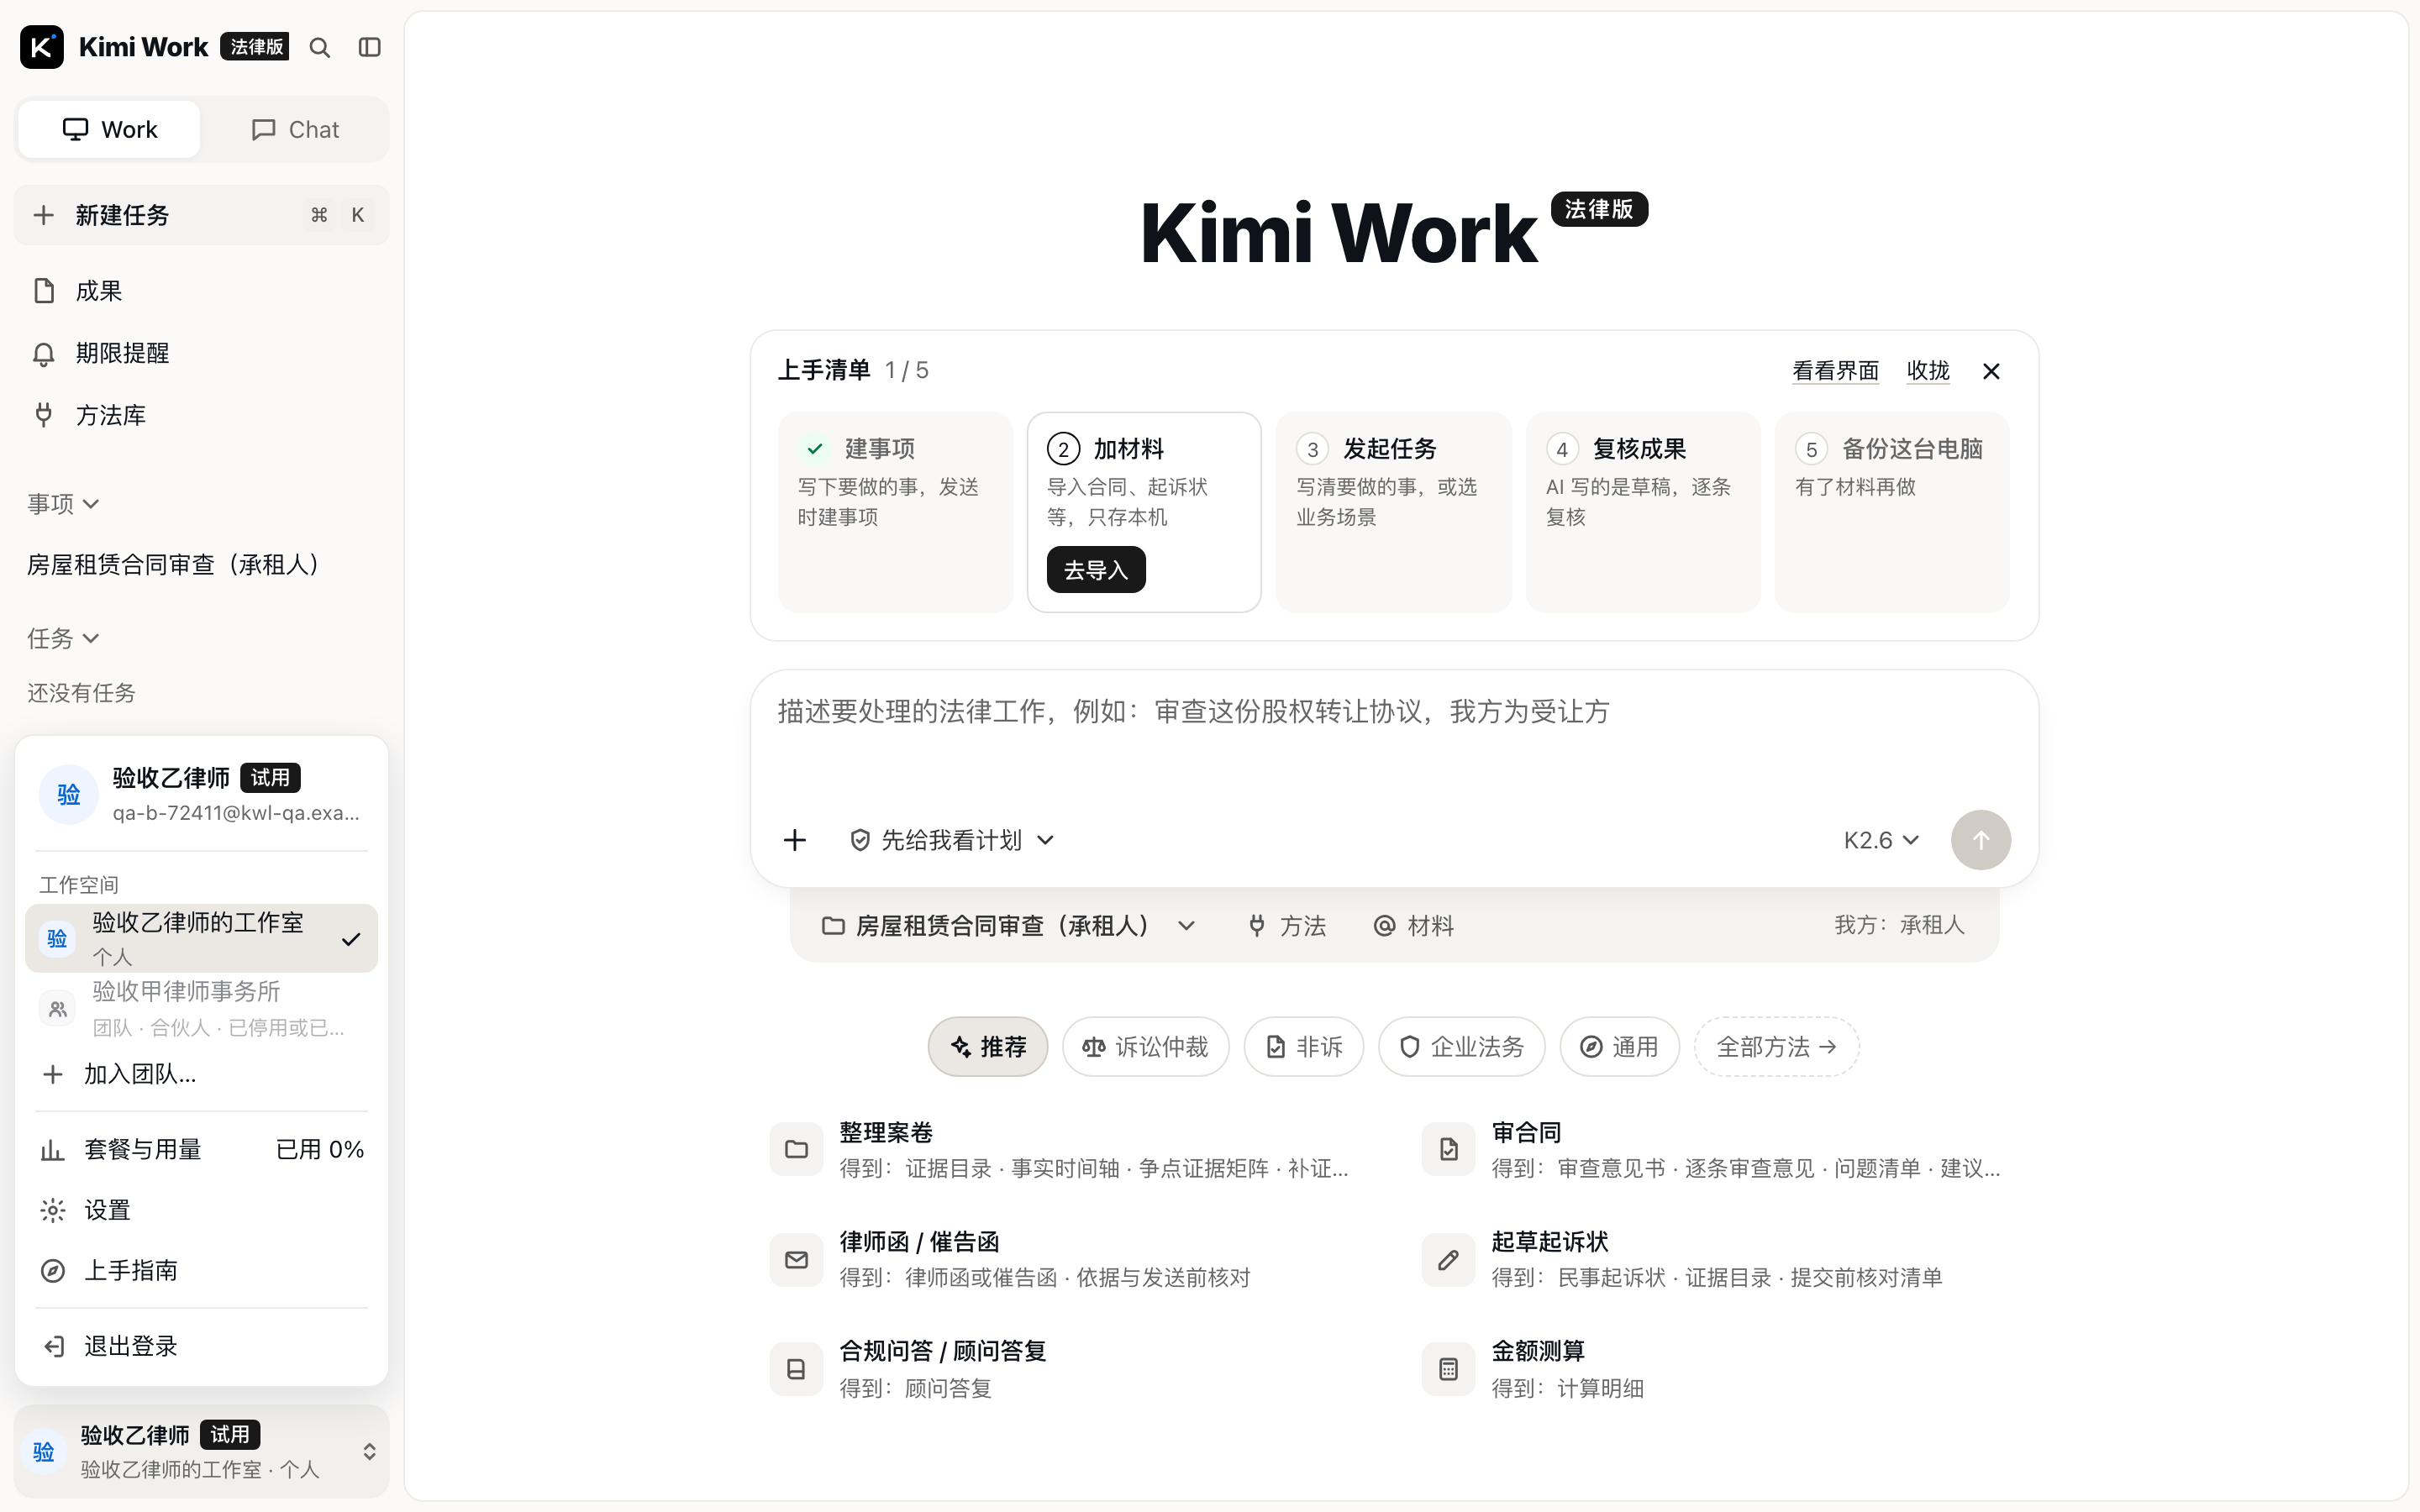 Kimi Work 法律版
Work
Chat
新建任务 ⌘ K
成果
期限提醒
方法库
事项
房屋租赁合同审查（承租人）
任务
还没有任务
验 验收乙律师 试用
qa-b-72411@kwl-qa.exa...
工作空间
验 验收乙律师的工作室
个人
验收甲律师事务所
团队 · 合伙人 · 已停用或已...
加入团队...
套餐与用量 已用 0%
设置
上手指南
退出登录
验 验收乙律师 试用
验收乙律师的工作室 · 个人
Kimi Work 法律版
上手清单 1 / 5 看看界面 收拢
建事项
写下要做的事，发送
时建事项
2 加材料
导入合同、起诉状
等，只存本机
去导入
3 发起任务
写清要做的事，或选
业务场景
4 复核成果
AI 写的是草稿，逐条
复核
5 备份这台电脑
有了材料再做
描述要处理的法律工作，例如：审查这份股权转让协议，我方为受让方
先给我看计划 K2.6
房屋租赁合同审查（承租人） 方法 材料 我方：承租人
推荐 诉讼仲裁 非诉 企业法务 通用 全部方法 →
整理案卷
得到：证据目录 · 事实时间轴 · 争点证据矩阵 · 补证...
审合同
得到：审查意见书 · 逐条审查意见 · 问题清单 · 建议...
律师函 / 催告函
得到：律师函或催告函 · 依据与发送前核对
起草起诉状
得到：民事起诉状 · 证据目录 · 提交前核对清单
合规问答 / 顾问答复
得到：顾问答复
金额测算
得到：计算明细